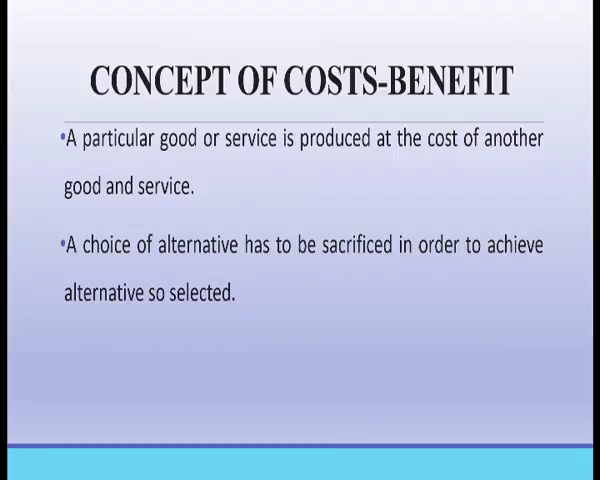 CONCEPT OF COSTS-BENEFIT
•A particular good or service is produced at the cost of another
good and service.
•A choice of alternative has to be sacrificed in order to achieve
alternative so selected.